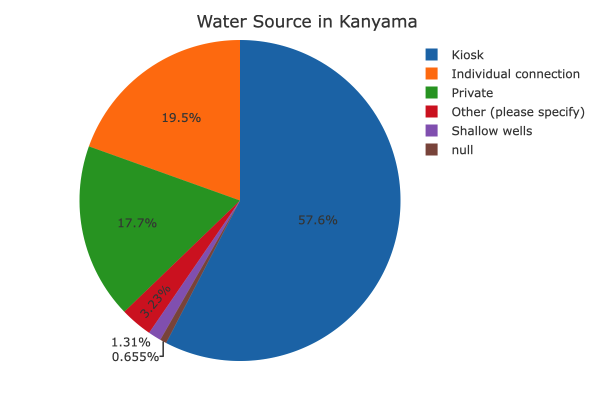 Water Source in Kanyama
Kiosk
Individual connection
Private
Other (please specify)
Shallow wells
null
19.5%
57.6%
17.7%
3.23%
1.31%
0.655%